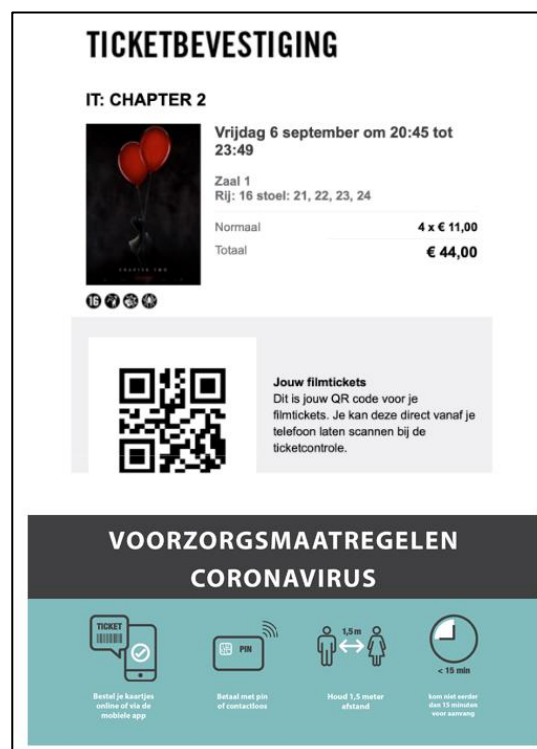 TICKETBEVESTIGING
IT: CHAPTER 2
Vrijdag 6 september om 20:45 tot
23:49
Zaal 1
Rij: 16 stoel: 21, 22, 23, 24
Normaal 4 x € 11,00
Totaal € 44,00
CHAPTER TWO
16
Jouw filmtickets
Dit is jouw QR code voor je
filmtickets. Je kan deze direct vanaf je
telefoon laten scannen bij de
ticketcontrole.
VOORZORGSMAATREGELEN
CORONAVIRUS
TICKET
PIN
1,5 m
< 15 min
Bestel je kaartjes
online of via de
mobiele app
Betaal met pin
of contactloos
Houd 1,5 meter
afstand
kom niet eerder
dan 15 minuten
voor aanvang